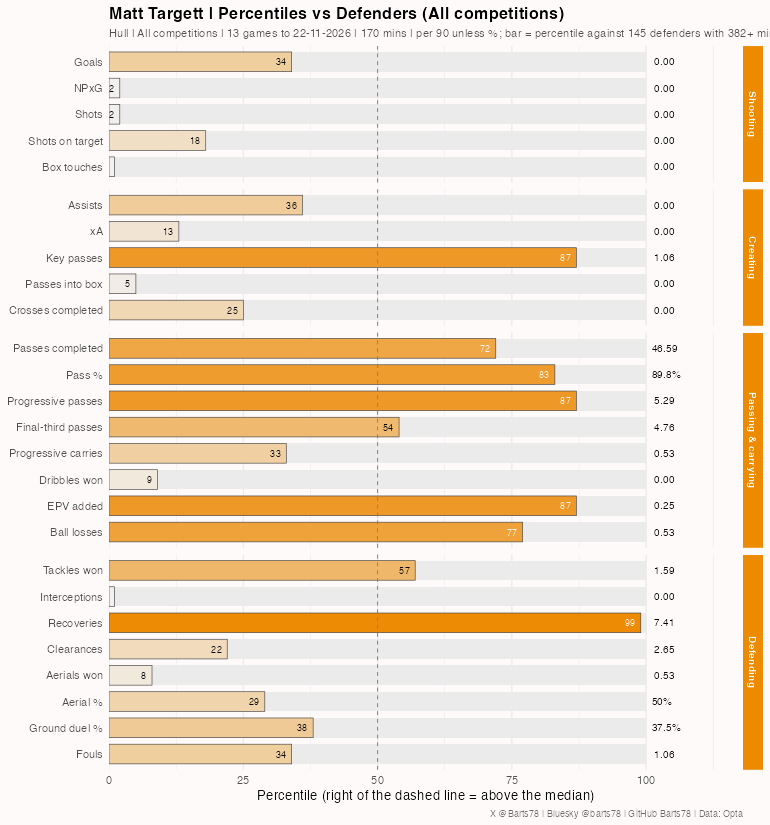 Matt Targett | Percentiles vs Defenders (All competitions)
Hull | All competitions | 13 games to 22-11-2026 | 170 mins | per 90 unless %; bar = percentile against 145 defenders with 382+
Goals 34 0.00
NPxG 2 0.00
Shots 2 0.00
Shots on target 18 0.00
Box touches 0.00
Shooting
Assists 36 0.00
xA 13 0.00
Key passes 87 1.06
Passes into box 5 0.00
Crosses completed 25 0.00
Creating
Passes completed 72 46.59
Pass % 83 89.8%
Progressive passes 87 5.29
Final-third passes 54 4.76
Progressive carries 33 0.53
Dribbles won 9 0.00
EPV added 87 0.25
Ball losses 77 0.53
Passing & carrying
Tackles won 57 1.59
Interceptions 0.00
Recoveries 99 7.41
Clearances 22 2.65
Aerials won 8 0.53
Aerial % 29 50%
Ground duel % 38 37.5%
Fouls 34 1.06
Defending
0 25 50 75 100
Percentile (right of the dashed line = above the median)
X @Barts78 | Bluesky @barts78 | GitHub Barts78 | Data: Opta